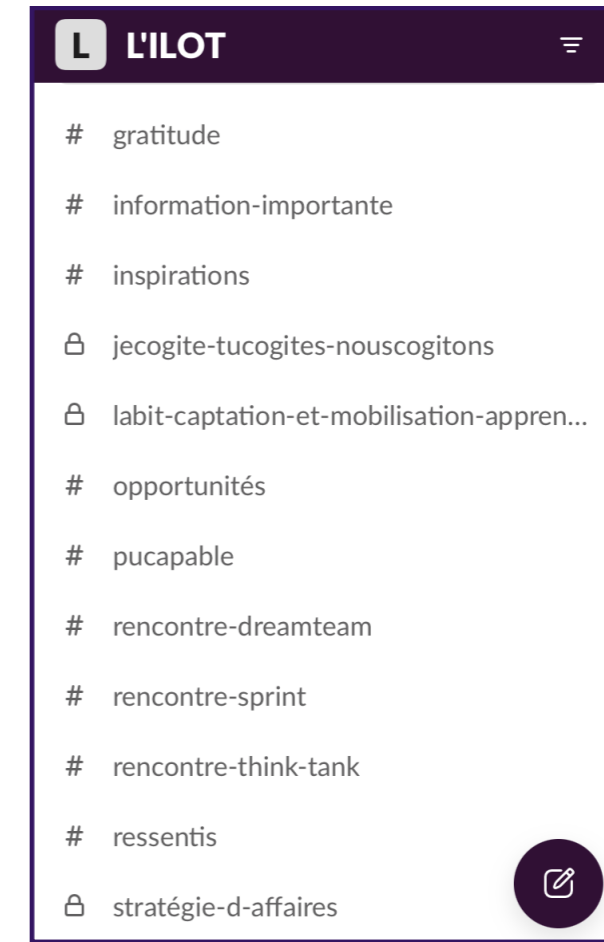 L L'ILOT
# gratitude
# information-importante
# inspirations
jecogite-tucogites-nouscogitons
labit-captation-et-mobilisation-appren...
# opportunités
# pucapable
# rencontre-dreamteam
# rencontre-sprint
# rencontre-think-tank
# ressentis
stratégie-d-affaires